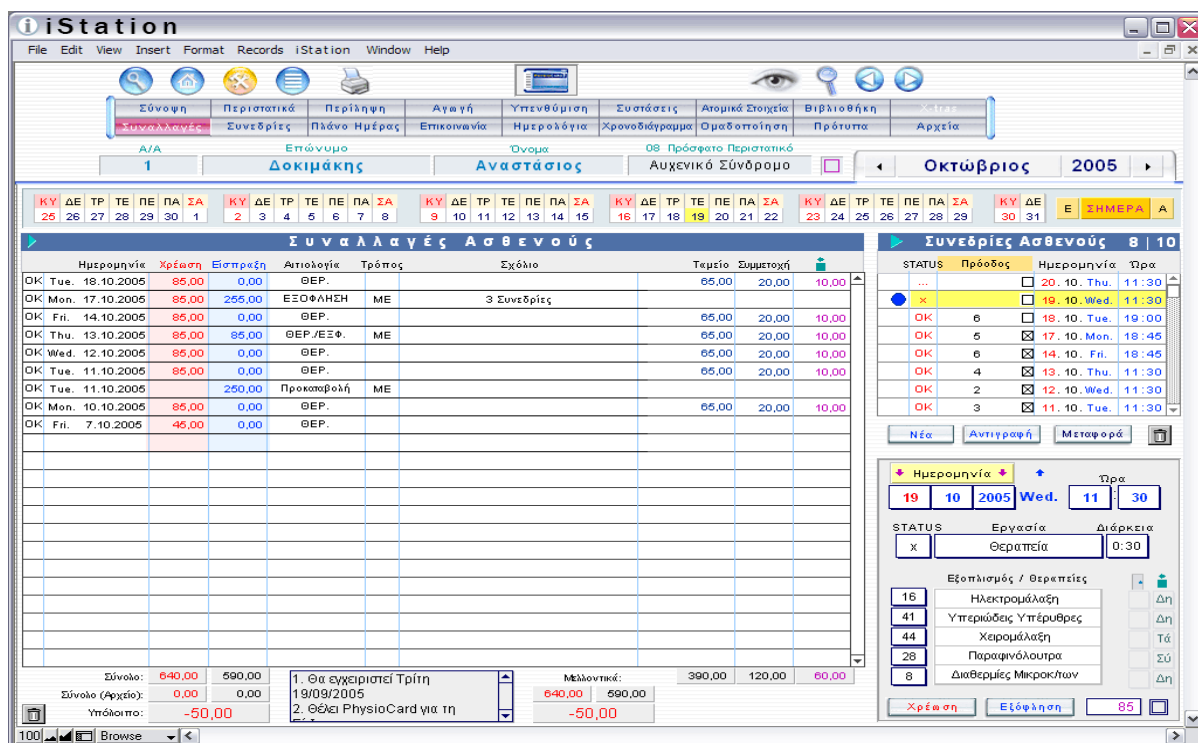 iStation
File Edit View Insert Format Records iStation Window Help
Σύνοψη Περιστατικά Περίληψη Αγωγή Υπενθύμιση Συστάσεις Ατομικά Στοιχεία Βιβλιοθήκη X-tras
Συναλλαγές Συνεδρίες Πλάνο Ημέρας Επικοινωνία Ημερολόγια Χρονοδιάγραμμα Ομαδοποίηση Πρότυπα Αρχεία
Α/Α Επώνυμο Όνομα 08 Πρόσφατο Περιστατικό
1 Δοκιμάκης Αναστάσιος Αυχενικό Σύνδρομο Οκτώβριος 2005
ΚΥ ΔΕ ΤΡ ΤΕ ΠΕ ΠΑ ΣΑ ΚΥ ΔΕ ΤΡ ΤΕ ΠΕ ΠΑ ΣΑ ΚΥ ΔΕ ΤΡ ΤΕ ΠΕ ΠΑ ΣΑ ΚΥ ΔΕ ΤΡ ΤΕ ΠΕ ΠΑ ΣΑ ΚΥ ΔΕ ΤΡ ΤΕ ΠΕ ΠΑ ΣΑ ΚΥ ΔΕ
25 26 27 28 29 30 1 2 3 4 5 6 7 8 9 10 11 12 13 14 15 16 17 18 19 20 21 22 23 24 25 26 27 28 29 30 31 Ε ΣΗΜΕΡΑ Α
Συναλλαγές Ασθενούς
Ημερομηνία Χρέωση Είσπραξη Αιτιολογία Τρόπος Σχόλιο Ταμείο Συμμετοχή
OK Tue. 18.10.2005 85,00 0,00 ΘΕΡ. 65,00 20,00 10,00
OK Mon. 17.10.2005 85,00 255,00 ΕΞΟΦΛΗΣΗ ΜΕ 3 Συνεδρίες
OK Fri. 14.10.2005 85,00 0,00 ΘΕΡ. 65,00 20,00 10,00
OK Thu. 13.10.2005 85,00 85,00 ΘΕΡ./ΕΞΦ. ΜΕ 65,00 20,00 10,00
OK Wed. 12.10.2005 85,00 0,00 ΘΕΡ. 65,00 20,00 10,00
OK Tue. 11.10.2005 85,00 0,00 ΘΕΡ. 65,00 20,00 10,00
OK Tue. 11.10.2005 250,00 Προκαταβολή ΜΕ
OK Mon. 10.10.2005 85,00 0,00 ΘΕΡ. 65,00 20,00 10,00
OK Fri. 7.10.2005 45,00 0,00 ΘΕΡ.
Σύνολο: 640,00 590,00
Σύνολο (Αρχείο): 0,00 0,00
Υπόλοιπο: -50,00
1. Θα εγχειριστεί Τρίτη
19/09/2005
2. Θέλει PhysioCard για τη
Μελλοντικά: 390,00 120,00 60,00
640,00 590,00
-50,00
Συνεδρίες Ασθενούς 8 | 10
STATUS Πρόοδος Ημερομηνία Ώρα
... 20. 10. Thu. 11:30
x 19. 10. Wed. 11:30
OK 6 18. 10. Tue. 19:00
OK 5 17. 10. Mon. 18:45
OK 6 14. 10. Fri. 18:45
OK 4 13. 10. Thu. 11:30
OK 2 12. 10. Wed. 11:30
OK 3 11. 10. Tue. 11:30
Νέα Αντιγραφή Μεταφορά
Ημερομηνία Ώρα
19 10 2005 Wed. 11 : 30
STATUS Εργασία Διάρκεια
x Θεραπεία 0:30
Εξοπλισμός / Θεραπείες
16 Ηλεκτρομάλαξη Δη
41 Υπεριώδεις Υπέρυθρες Δη
44 Χειρομάλαξη Τά
28 Παραφινόλουτρα Σύ
8 Διαθερμίες Μικροκ/των Δη
Χρέωση Εξόφληση 85
100 Browse